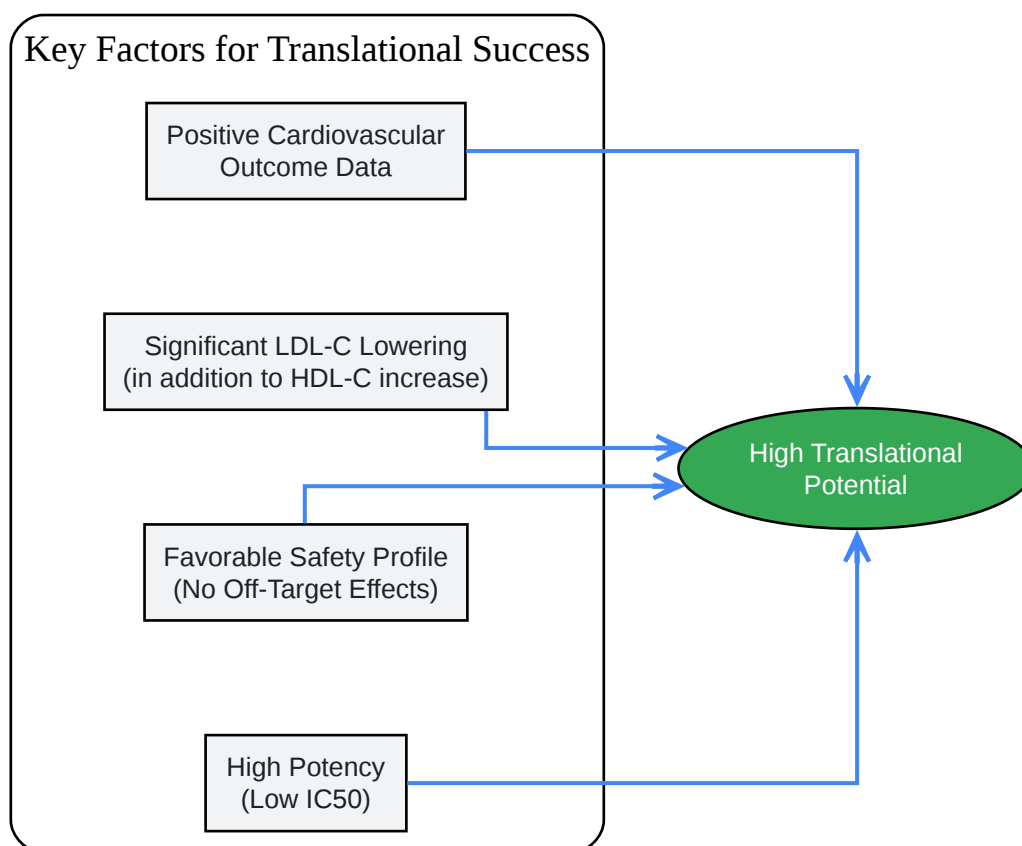 Key Factors for Translational Success
Positive Cardiovascular
Outcome Data
Significant LDL-C Lowering
(in addition to HDL-C increase)
High Translational
Potential
Favorable Safety Profile
(No Off-Target Effects)
High Potency
(Low IC50)